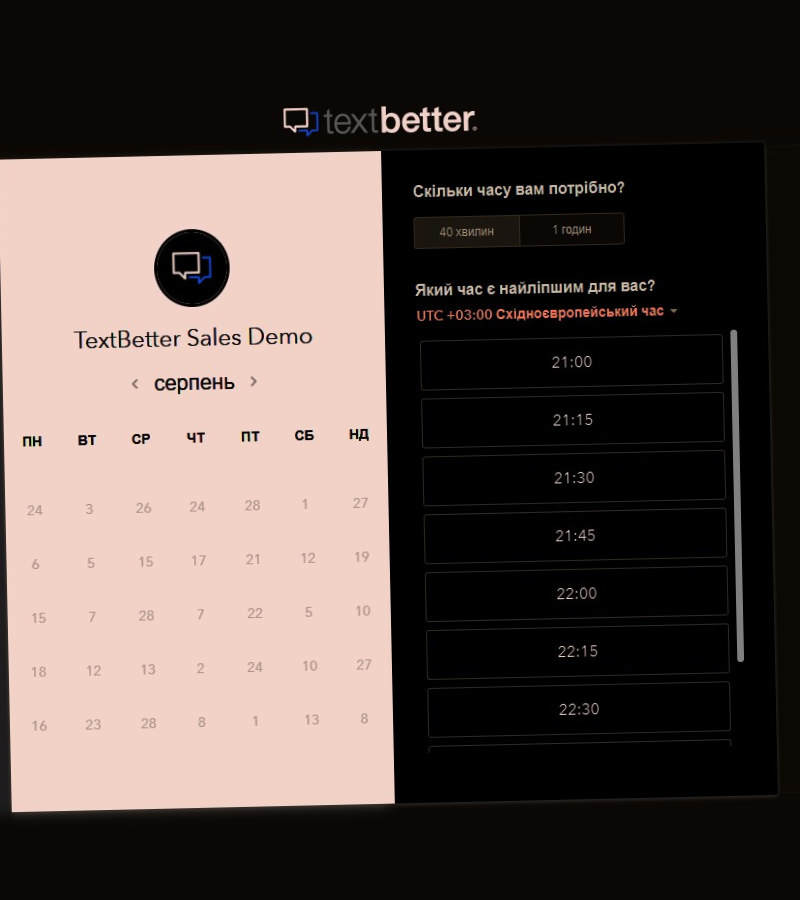 textbetter.
TextBetter Sales Demo
серпень
ПН ВТ СР ЧТ ПТ СБ НД
24 3 26 24 28 1 27
6 5 15 17 21 12 19
15 7 28 7 22 5 10
18 12 13 2 24 10 27
16 23 28 8 1 13 8
Скільки часу вам потрібно?
40 хвилин 1 годин
Який час є найліпшим для вас?
UTC +03:00 Східноєвропейський час
21:00
21:15
21:30
21:45
22:00
22:15
22:30